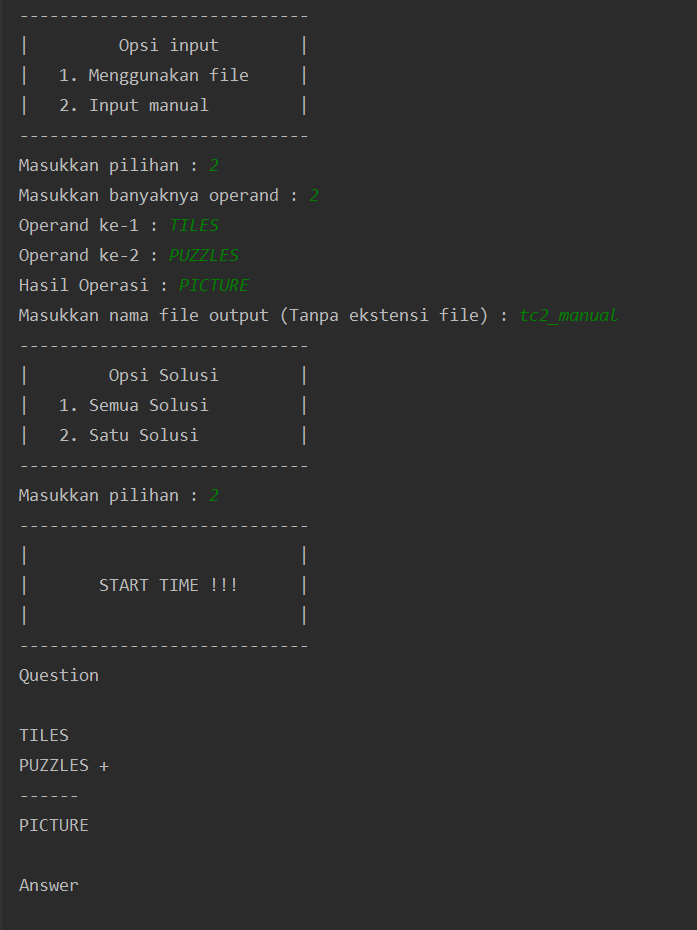 -----------------------------
|         Opsi input        |
|   1. Menggunakan file     |
|   2. Input manual         |
-----------------------------
Masukkan pilihan : 2
Masukkan banyaknya operand : 2
Operand ke-1 : TILES
Operand ke-2 : PUZZLES
Hasil Operasi : PICTURE
Masukkan nama file output (Tanpa ekstensi file) : tc2_manual
-----------------------------
|        Opsi Solusi        |
|   1. Semua Solusi         |
|   2. Satu Solusi          |
-----------------------------
Masukkan pilihan : 2
-----------------------------
|                           |
|       START TIME !!!      |
|                           |
-----------------------------
Question
TILES
PUZZLES +
------
PICTURE
Answer